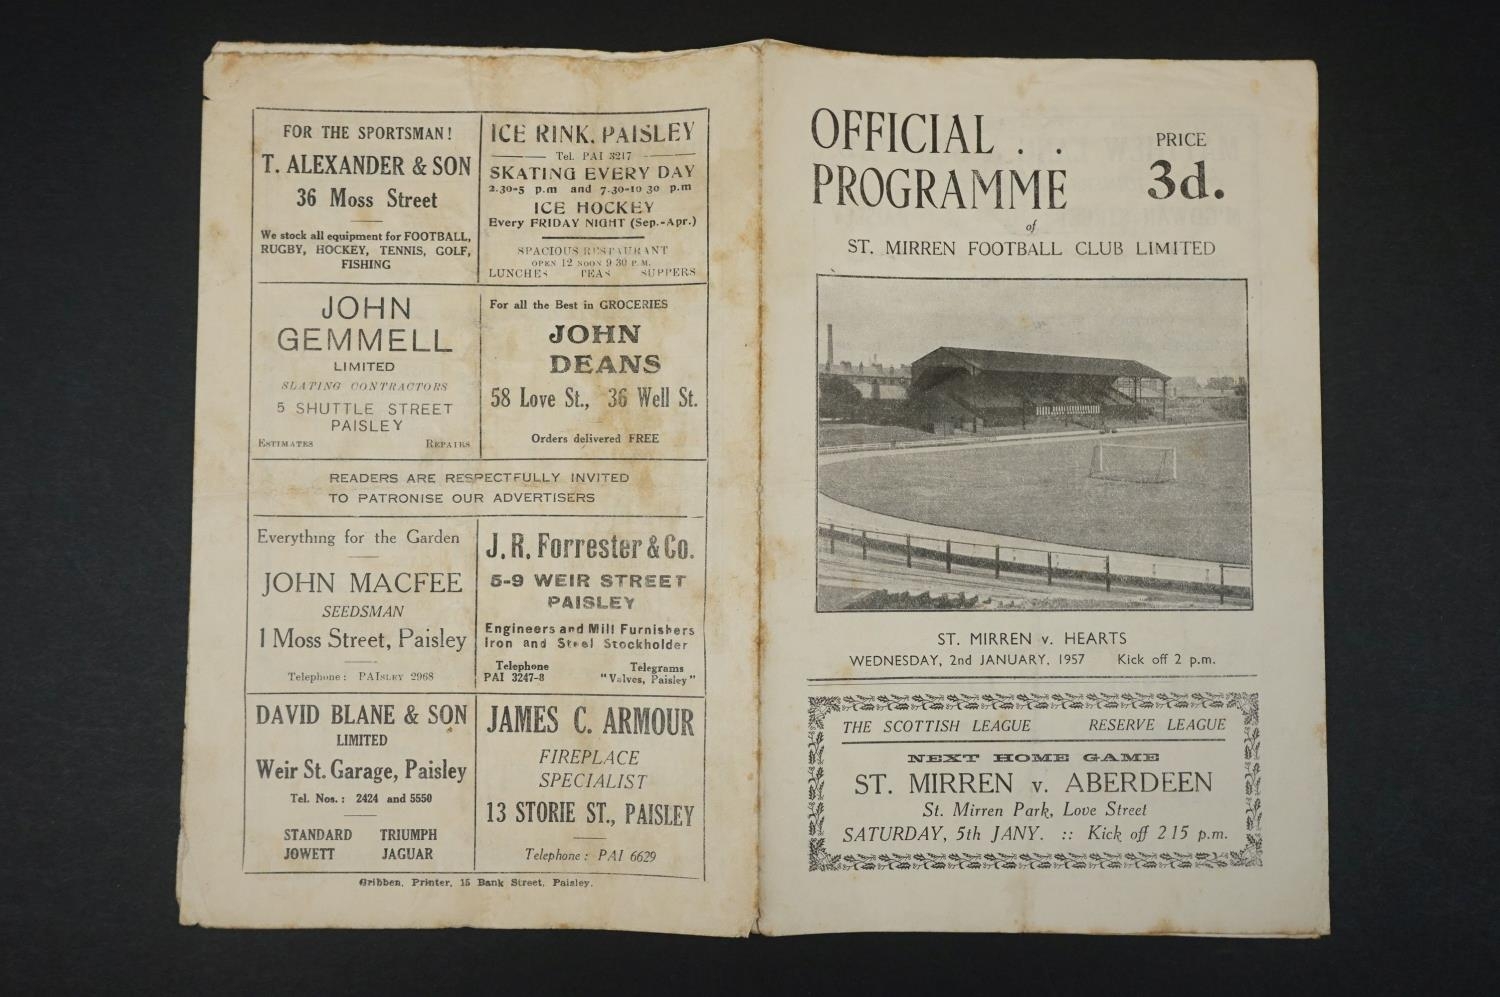 FOR THE SPORTSMAN!
T. ALEXANDER & SON
36 Moss Street
We stock all equipment for FOOTBALL,
RUGBY, HOCKEY, TENNIS, GOLF,
FISHING
ICE RINK, PAISLEY
Tel. PAI 3217
SKATING EVERY DAY
2.30-5 p.m and 7.30-10 30 p.m
ICE HOCKEY
Every FRIDAY NIGHT (Sep.-Apr.)
SPACIOUS RESTAURANT
OPEN 12 NOON 9 30 P.M.
LUNCHES TEAS SUPPERS
JOHN
GEMMELL
LIMITED
SLATING CONTRACTORS
5 SHUTTLE STREET
PAISLEY
ESTIMATES REPAIRS
For all the Best in GROCERIES
JOHN
DEANS
58 Love St., 36 Well St.
Orders delivered FREE
READERS ARE RESPECTFULLY INVITED
TO PATRONISE OUR ADVERTISERS
Everything for the Garden
JOHN MACFEE
SEEDSMAN
1 Moss Street, Paisley
Telephone: PAISLEY 2968
J. R. Forrester & Co.
5-9 WEIR STREET
PAISLEY
Engineers and Mill Furnishers
Iron and Steel Stockholder
Telephone Telegrams
PAI 3247-8 "Valves, Paisley"
DAVID BLANE & SON
LIMITED
Weir St. Garage, Paisley
Tel. Nos.: 2424 and 5550
STANDARD TRIUMPH
JOWETT JAGUAR
JAMES C. ARMOUR
FIREPLACE
SPECIALIST
13 STORIE ST., PAISLEY
Telephone: PAI 6629
Gribben, Printer, 15 Bank Street, Paisley.
OFFICIAL . .
PROGRAMME
PRICE
3d.
of
ST. MIRREN FOOTBALL CLUB LIMITED
ST. MIRREN v. HEARTS
WEDNESDAY, 2nd JANUARY, 1957 Kick off 2 p.m.
THE SCOTTISH LEAGUE RESERVE LEAGUE
NEXT HOME GAME
ST. MIRREN v. ABERDEEN
St. Mirren Park, Love Street
SATURDAY, 5th JANY. :: Kick off 2 15 p.m.